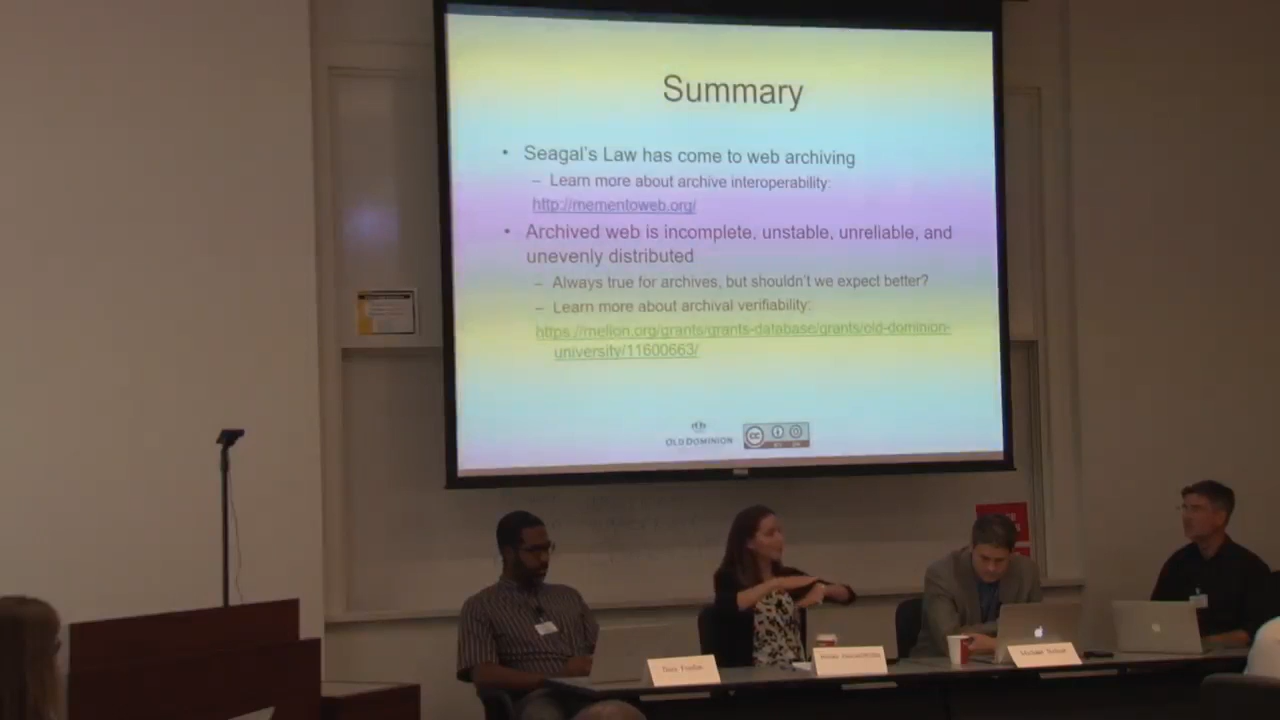 Summary
• Seagal's Law has come to web archiving
– Learn more about archive interoperability:
http://mementoweb.org/
• Archived web is incomplete, unstable, unreliable, and
unevenly distributed
– Always true for archives, but shouldn't we expect better?
– Learn more about archival verifiability:
https://mellon.org/grants/grants-database/grants/old-dominion-
university/11600663/
OLD DOMINION
cc
Michael